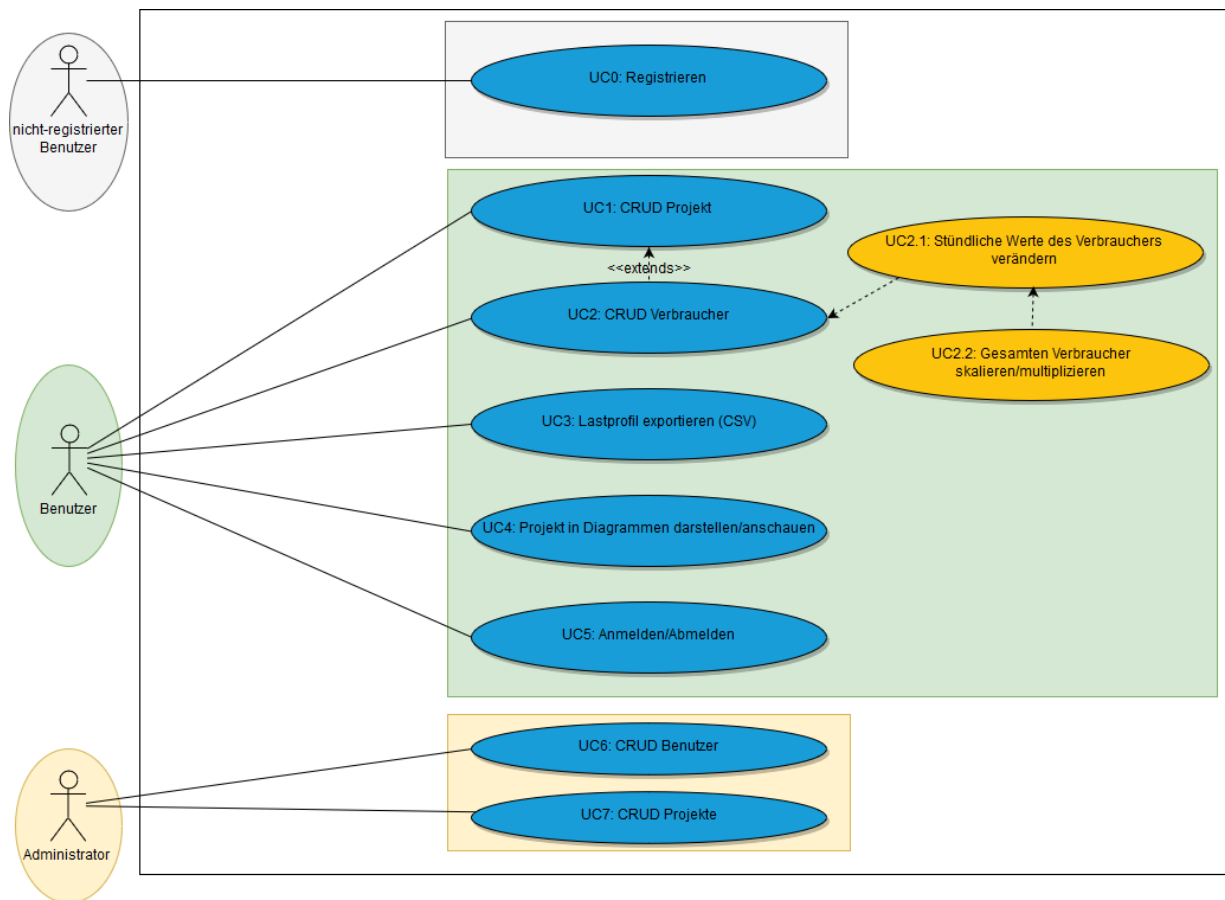 UC0: Registrieren
nicht-registrierter
Benutzer
UC1: CRUD Projekt
UC2.1: Stündliche Werte des Verbrauchers
verändern
<<extends>>
UC2: CRUD Verbraucher
UC2.2: Gesamten Verbraucher
skalieren/multiplizieren
UC3: Lastprofil exportieren (CSV)
Benutzer
UC4: Projekt in Diagrammen darstellen/anschauen
UC5: Anmelden/Abmelden
UC6: CRUD Benutzer
UC7: CRUD Projekte
Administrator